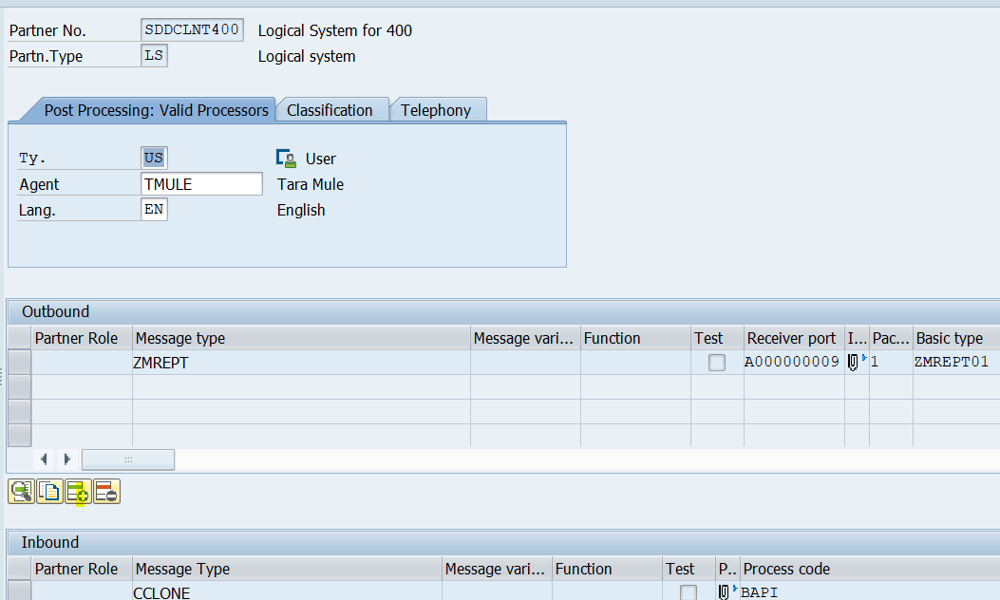 Partner No. SDDCLNT400 Logical System for 400
Partn.Type LS Logical system
Post Processing: Valid Processors Classification Telephony
Ty. US User
Agent TMULE Tara Mule
Lang. EN English
Outbound
Partner Role Message type Message vari... Function Test Receiver port I... Pac... Basic type
ZMREPT A000000009 1 ZMREPT01
Inbound
Partner Role Message Type Message vari... Function Test P.. Process code
CCLONE BAPI